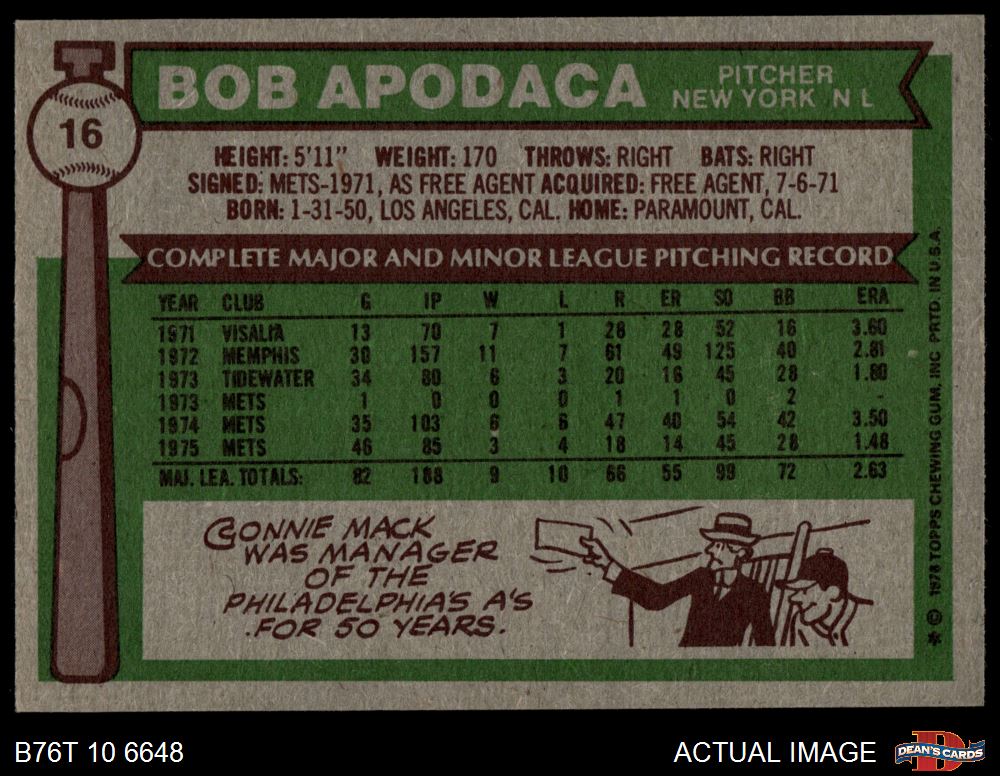 16
BOB APODACA
PITCHER
NEW YORK N L
HEIGHT: 5'11" WEIGHT: 170 THROWS: RIGHT BATS: RIGHT
SIGNED: METS-1971, AS FREE AGENT ACQUIRED: FREE AGENT, 7-6-71
BORN: 1-31-50, LOS ANGELES, CAL. HOME: PARAMOUNT, CAL.
COMPLETE MAJOR AND MINOR LEAGUE PITCHING RECORD
YEAR CLUB G IP W L R ER SO BB ERA
1971 VISALIA 13 70 7 1 28 28 52 16 3.60
1972 MEMPHIS 30 157 11 7 61 49 125 40 2.81
1973 TIDEWATER 34 80 6 3 20 16 45 28 1.80
1973 METS 1 0 0 0 1 1 0 2 -
1974 METS 35 103 6 6 47 40 54 42 3.50
1975 METS 46 85 3 4 18 14 45 28 1.48
MAJ. LEA. TOTALS: 82 188 9 10 66 55 99 72 2.63
CONNIE MACK
WAS MANAGER
OF THE
PHILADELPHIA'S A'S
FOR 50 YEARS.
* © 1976 TOPPS CHEWING GUM, INC PRTD. IN U.S.A.
B76T 10 6648
ACTUAL IMAGE
DEAN'S CARDS